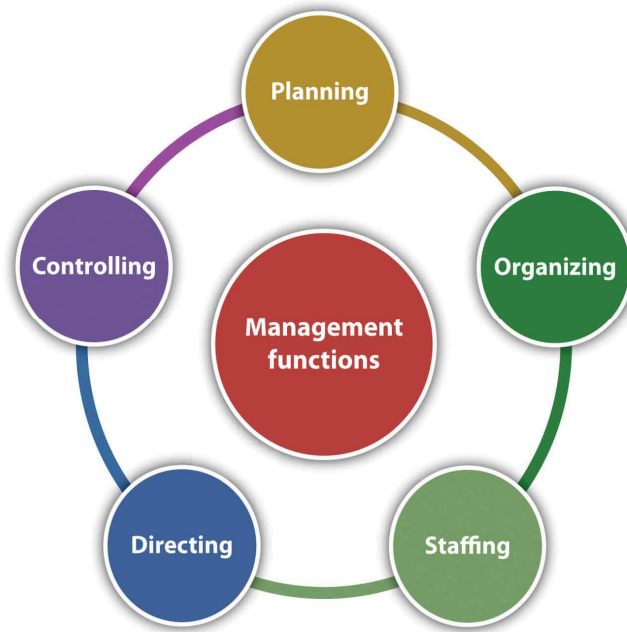 Planning
Organizing
Staffing
Directing
Controlling
Management
functions